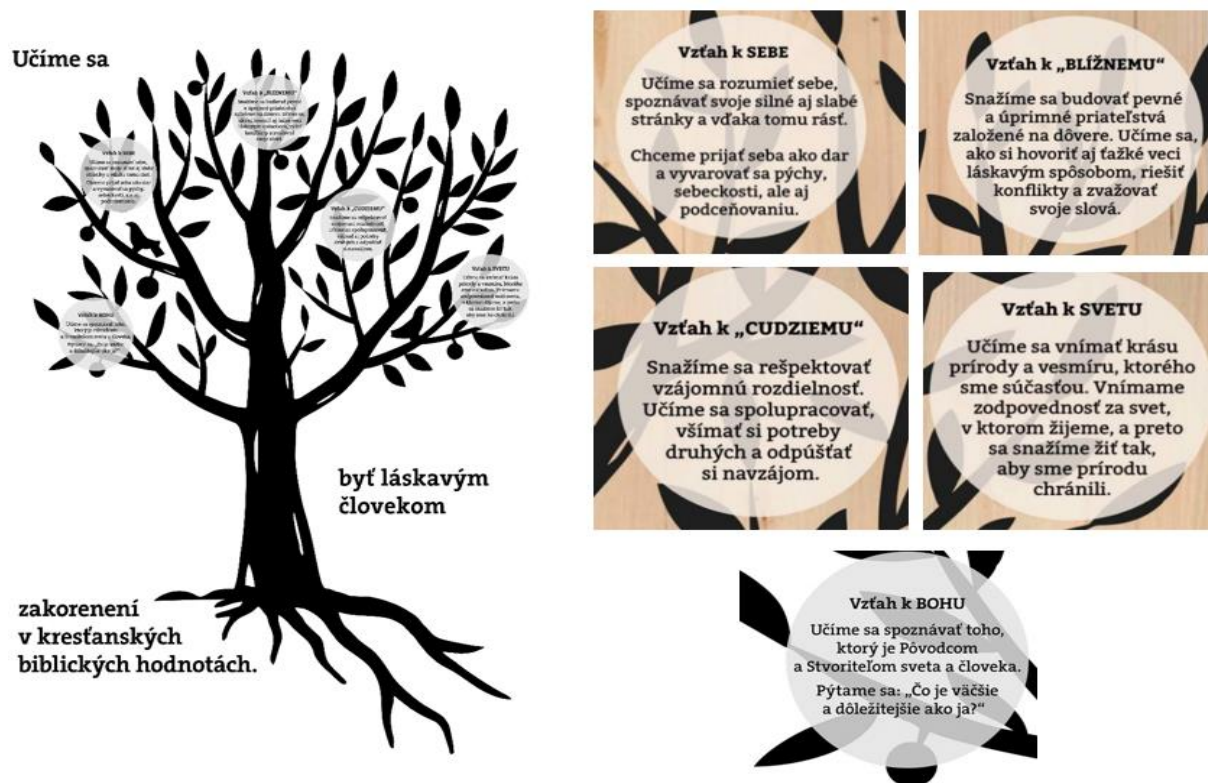 Učíme sa
být láskavým
človekom
zakorenení
v kresťanských
biblických hodnotách.
Vzťah k SEBE
Učíme sa rozumieť sebe,
spoznávať svoje silné aj slabé
stránky a vďaka tomu rásť.
Chceme prijať seba ako dar
a vyvarovať sa pýchy,
sebeckosti, ale aj
podceňovaniu.
Vzťah k „BLÍŽNEMU“
Snažíme sa budovať pevné
a úprimné priateľstvá
založené na dôvere. Učíme sa,
ako si hovoriť aj ťažké veci
láskavým spôsobom, riešiť
konflikty a zvažovať
svoje slová.
Vzťah k „CUDZIEMU“
Snažíme sa rešpektovať
vzájomnú rozdielnosť.
Učíme sa spolupracovať,
všímať si potreby
druhých a odpúšťať
si navzájom.
Vzťah k SVETU
Učíme sa vnímať krásu
prírody a vesmíru, ktorého
sme súčasťou. Vnímame
zodpovednosť za svet,
v ktorom žijeme, a preto
sa snažíme žiť tak,
aby sme prírodu
chránili.
Vzťah k BOHU
Učíme sa spoznávať toho,
ktorý je Pôvodcom
a Stvoriteľom sveta a človeka.
Pýtame sa: „Čo je väčšie
a dôležitejšie ako ja?“